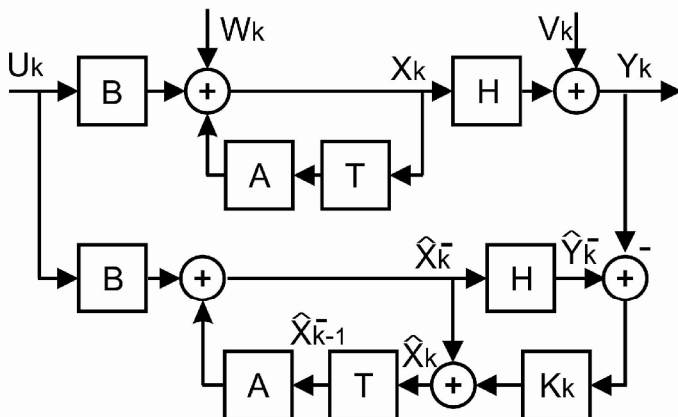 Wk
Vk
Uk
B
+
Xk
H
+
Yk
A
T
B
+
X̂k̄
H
Ŷk̄
-
+
X̂k-1̄
X̂k
A
T
+
Kk